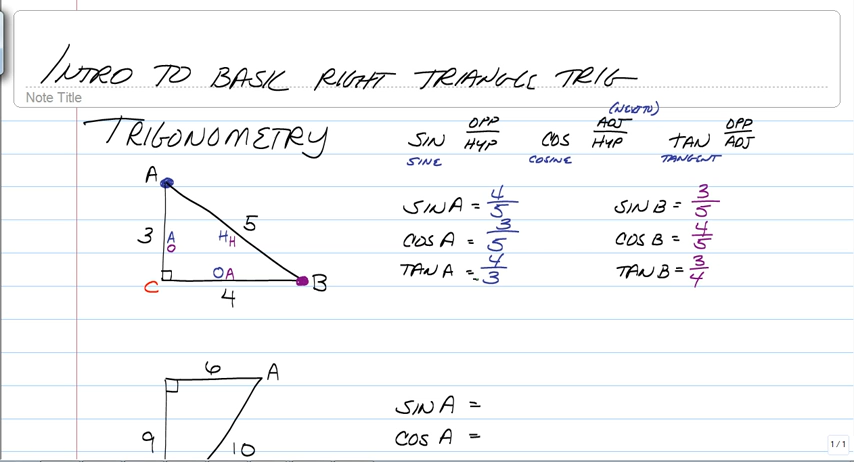 INTRO TO BASIC RIGHT TRIANGLE TRIG
Note Title
TRIGONOMETRY
SIN OPP/HYP COS (NEXT TO) ADJ/HYP TAN OPP/ADJ
SINE COSINE TANGENT
A
3 A O H H 5
C O A B
4
SIN A = 4/5 SIN B = 3/5
COS A = 3/5 COS B = 4/5
TAN A = 4/3 TAN B = 3/4
6 A
9 10
SIN A =
COS A =
1 / 1